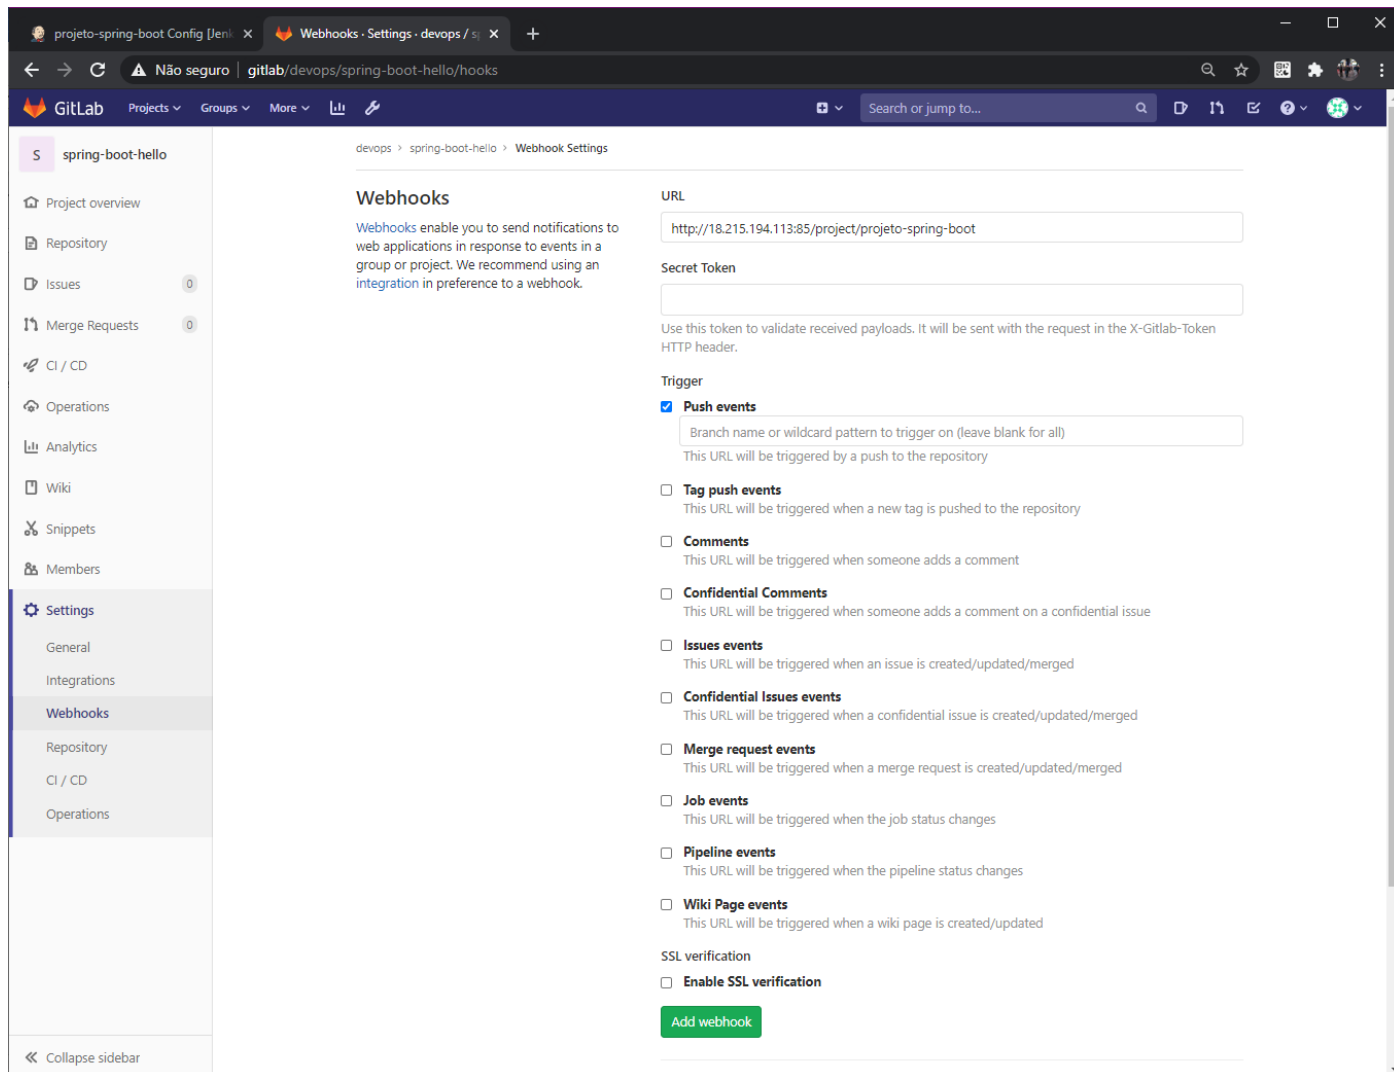 projeto-spring-boot Config [Jenk
Webhooks · Settings · devops / s
Não seguro | gitlab/devops/spring-boot-hello/hooks
GitLab Projects Groups More Search or jump to...
S spring-boot-hello
Project overview
Repository
Issues 0
Merge Requests 0
CI / CD
Operations
Analytics
Wiki
Snippets
Members
Settings
General
Integrations
Webhooks
Repository
CI / CD
Operations
Collapse sidebar
devops > spring-boot-hello > Webhook Settings
Webhooks
Webhooks enable you to send notifications to
web applications in response to events in a
group or project. We recommend using an
integration in preference to a webhook.
URL
http://18.215.194.113:85/project/projeto-spring-boot
Secret Token
Use this token to validate received payloads. It will be sent with the request in the X-Gitlab-Token
HTTP header.
Trigger
Push events
Branch name or wildcard pattern to trigger on (leave blank for all)
This URL will be triggered by a push to the repository
Tag push events
This URL will be triggered when a new tag is pushed to the repository
Comments
This URL will be triggered when someone adds a comment
Confidential Comments
This URL will be triggered when someone adds a comment on a confidential issue
Issues events
This URL will be triggered when an issue is created/updated/merged
Confidential Issues events
This URL will be triggered when a confidential issue is created/updated/merged
Merge request events
This URL will be triggered when a merge request is created/updated/merged
Job events
This URL will be triggered when the job status changes
Pipeline events
This URL will be triggered when the pipeline status changes
Wiki Page events
This URL will be triggered when a wiki page is created/updated
SSL verification
Enable SSL verification
Add webhook